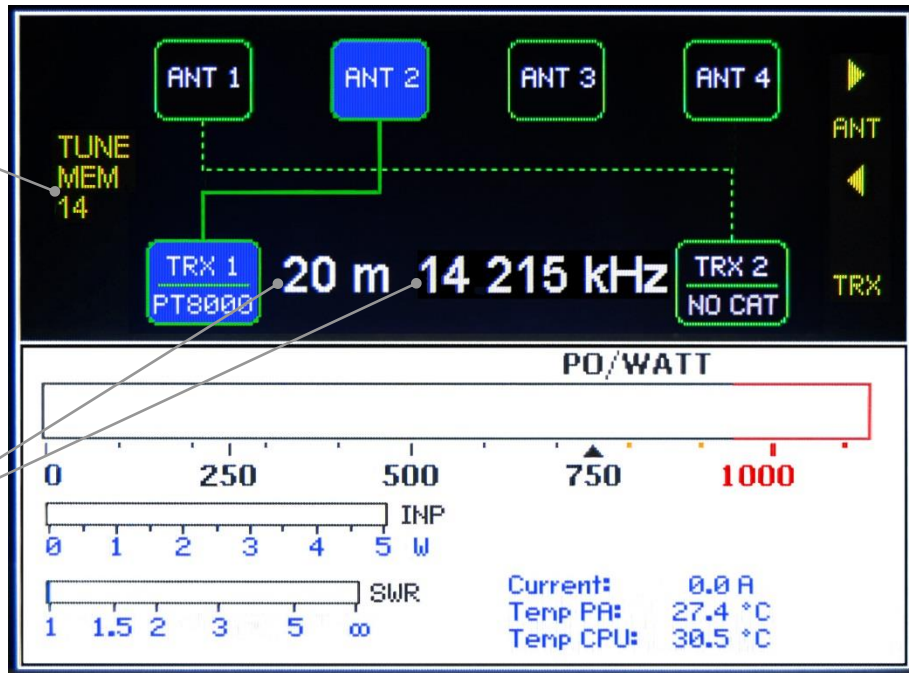 ANT 1 ANT 2 ANT 3 ANT 4
ANT
TUNE
MEM
14
TRX 1
PT8000
20 m 14 215 kHz
TRX 2
NO CAT
TRX
PO/WATT
0 250 500 750 1000
INP
0 1 2 3 4 5 W
SWR
1 1.5 2 3 5 ∞
Current: 0.0 A
Temp PA: 27.4 °C
Temp CPU: 30.5 °C